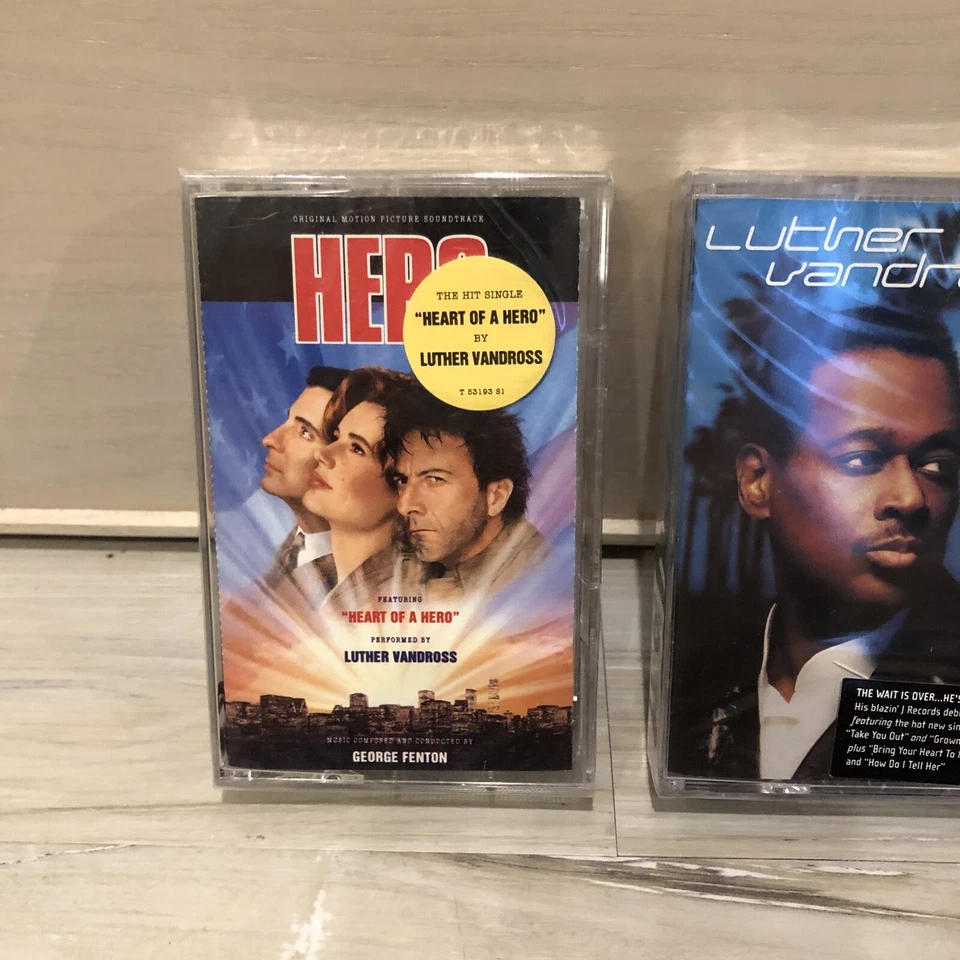 ORIGINAL MOTION PICTURE SOUNDTRACK
HERO
THE HIT SINGLE
"HEART OF A HERO"
BY
LUTHER VANDROSS
T 53193 S1
FEATURING
"HEART OF A HERO"
PERFORMED BY
LUTHER VANDROSS
MUSIC COMPOSED AND CONDUCTED BY
GEORGE FENTON
Luther
vandr
THE WAIT IS OVER...HE'S
His blazin' J Records deb
featuring the hot new sin
"Take You Out" and "Grown
plus "Bring Your Heart To
and "How Do I Tell Her"